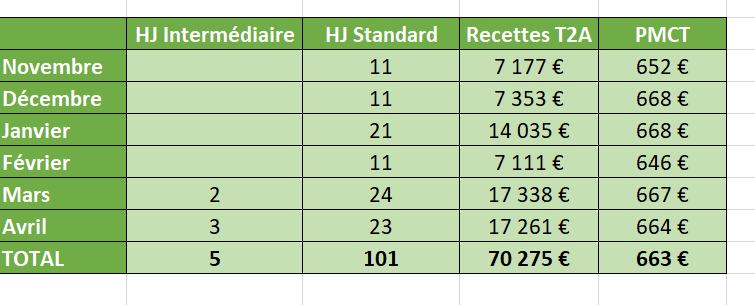 HJ Intermédiaire HJ Standard Recettes T2A PMCT
Novembre 11 7 177 € 652 €
Décembre 11 7 353 € 668 €
Janvier 21 14 035 € 668 €
Février 11 7 111 € 646 €
Mars 2 24 17 338 € 667 €
Avril 3 23 17 261 € 664 €
TOTAL 5 101 70 275 € 663 €